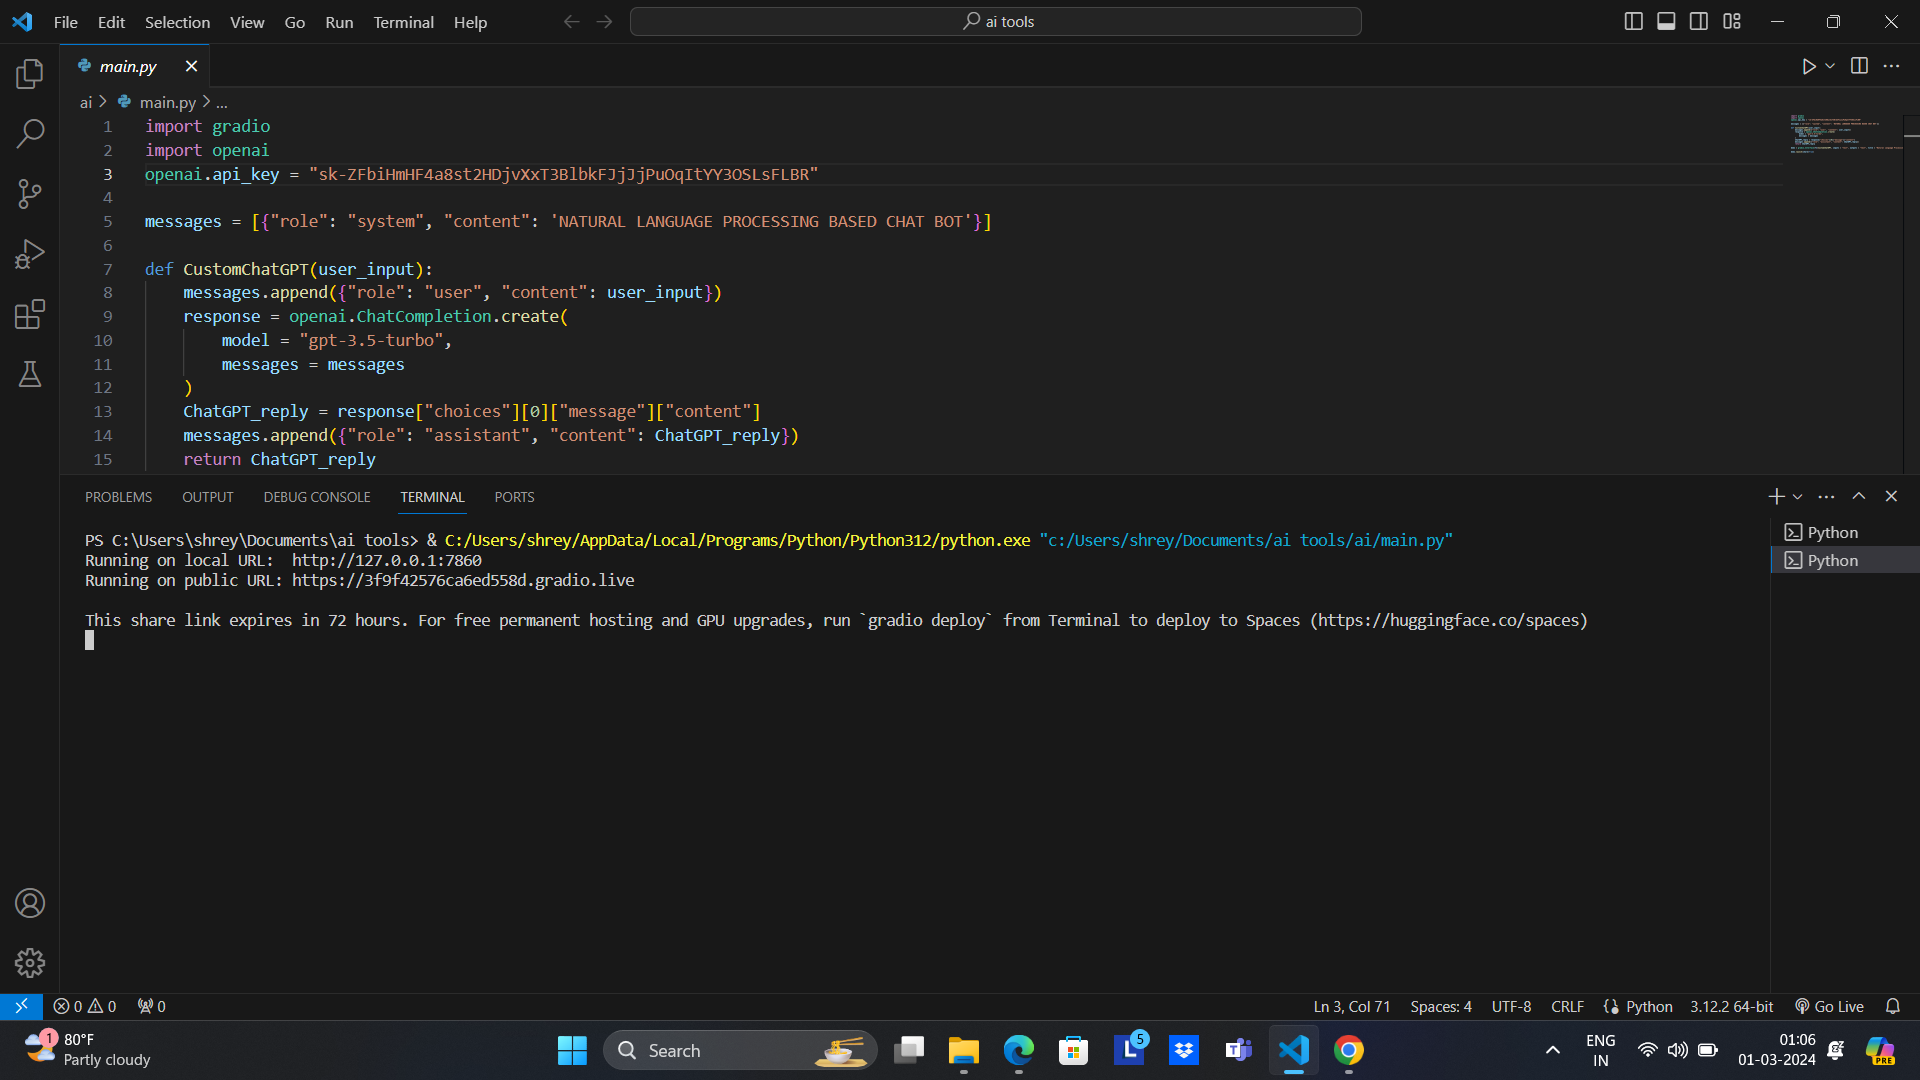 File Edit Selection View Go Run Terminal Help
ai tools
main.py
ai > main.py > ...
1 import gradio
2 import openai
3 openai.api_key = "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"
4
5 messages = [{"role": "system", "content": 'NATURAL LANGUAGE PROCESSING BASED CHAT BOT'}]
6
7 def CustomChatGPT(user_input):
8 messages.append({"role": "user", "content": user_input})
9 response = openai.ChatCompletion.create(
10 model = "gpt-3.5-turbo",
11 messages = messages
12 )
13 ChatGPT_reply = response["choices"][0]["message"]["content"]
14 messages.append({"role": "assistant", "content": ChatGPT_reply})
15 return ChatGPT_reply
PROBLEMS OUTPUT DEBUG CONSOLE TERMINAL PORTS
PS C:\Users\shrey\Documents\ai tools> & C:/Users/shrey/AppData/Local/Programs/Python/Python312/python.exe "c:/Users/shrey/Documents/ai tools/ai/main.py"
Running on local URL:  http://127.0.0.1:7860
Running on public URL: https://3f9f42576ca6ed558d.gradio.live
This share link expires in 72 hours. For free permanent hosting and GPU upgrades, run `gradio deploy` from Terminal to deploy to Spaces (https://huggingface.co/spaces)
Python
Python
0 0 0
Ln 3, Col 71 Spaces: 4 UTF-8 CRLF Python 3.12.2 64-bit Go Live
1 80°F
Partly cloudy
Search
5
ENG
IN
01:06
01-03-2024
PRE